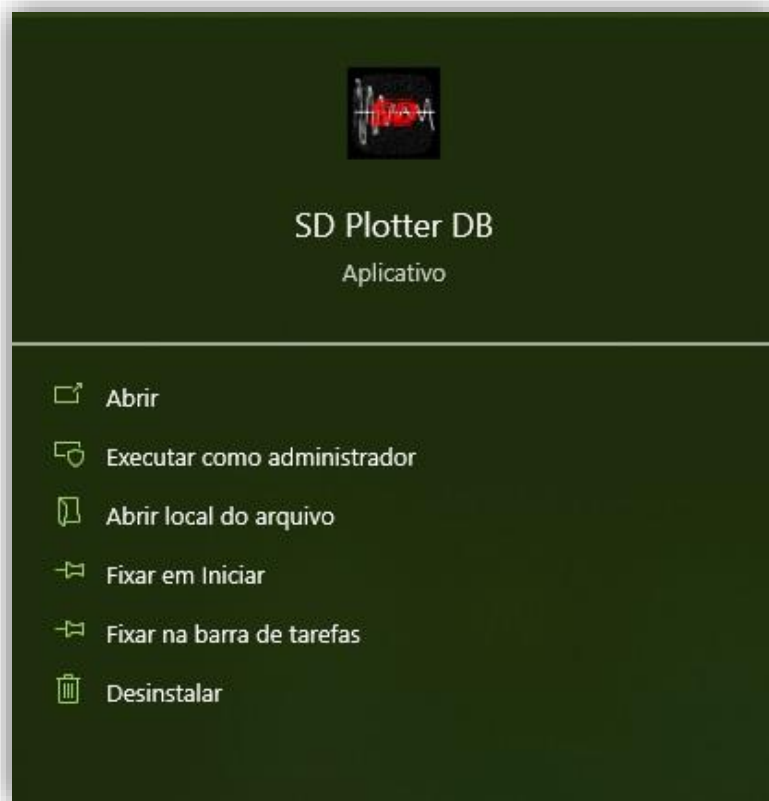 SD Plotter DB
Aplicativo
Abrir
Executar como administrador
Abrir local do arquivo
Fixar em Iniciar
Fixar na barra de tarefas
Desinstalar